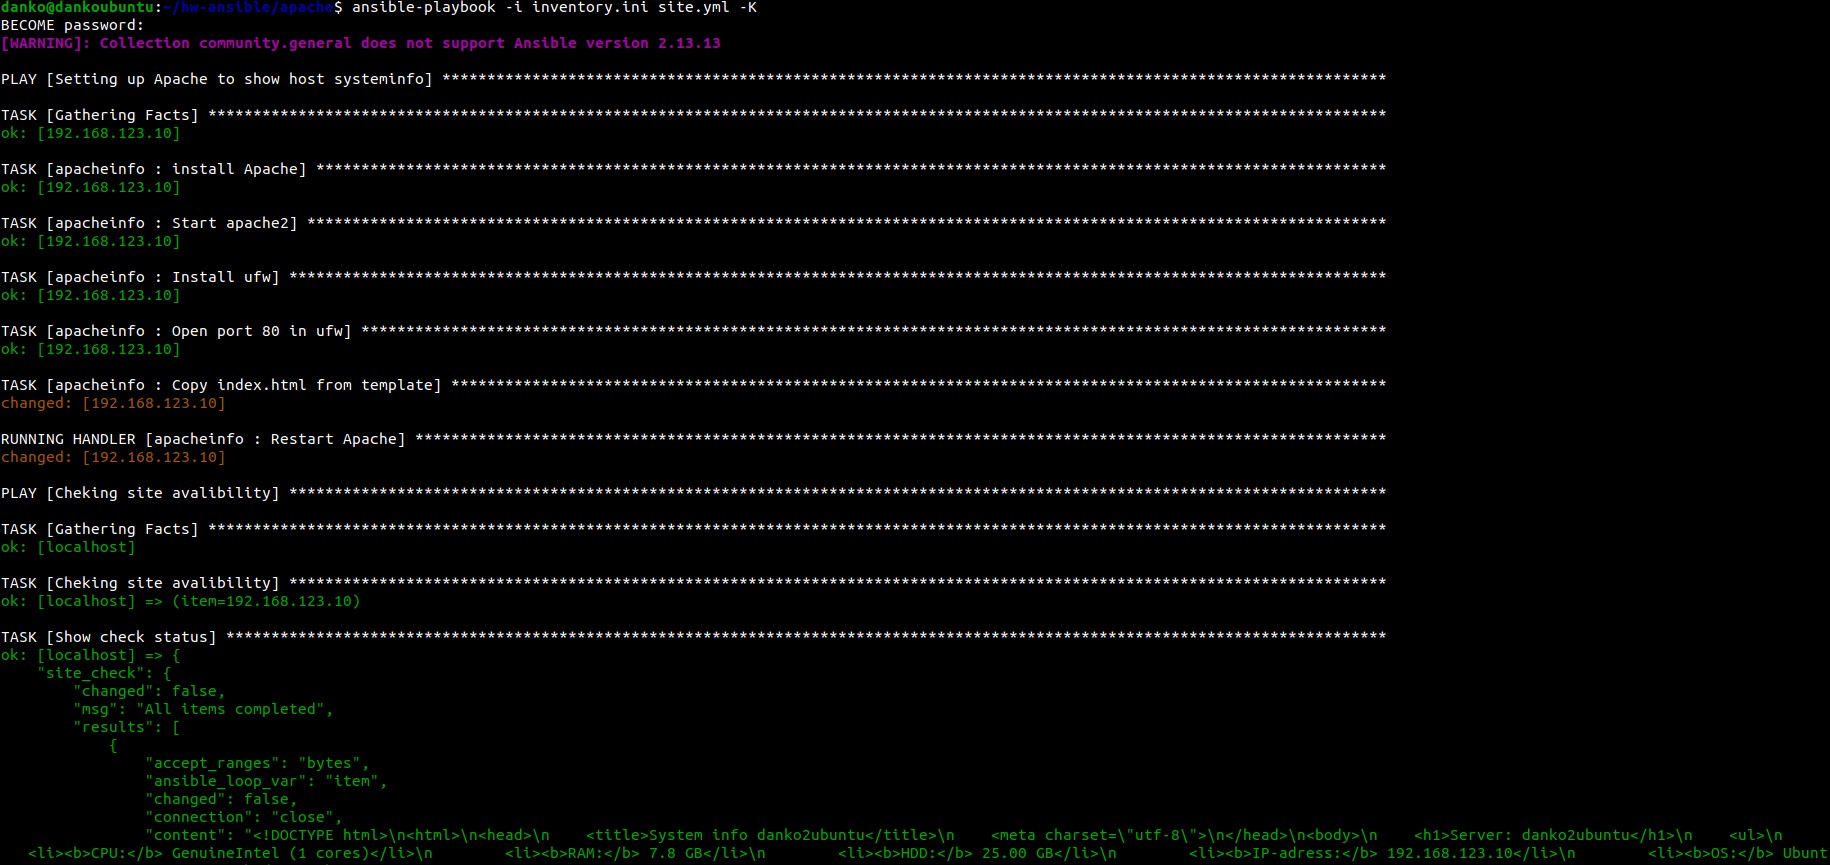 danko@dankoubuntu:~/hw-ansible/apache$ ansible-playbook -i inventory.ini site.yml -K
BECOME password:
[WARNING]: Collection community.general does not support Ansible version 2.13.13
PLAY [Setting up Apache to show host systeminfo] *********************************************************************************************************
TASK [Gathering Facts] ***********************************************************************************************************************************
ok: [192.168.123.10]
TASK [apacheinfo : install Apache] ***********************************************************************************************************************
ok: [192.168.123.10]
TASK [apacheinfo : Start apache2] ************************************************************************************************************************
ok: [192.168.123.10]
TASK [apacheinfo : Install ufw] **************************************************************************************************************************
ok: [192.168.123.10]
TASK [apacheinfo : Open port 80 in ufw] ******************************************************************************************************************
ok: [192.168.123.10]
TASK [apacheinfo : Copy index.html from template] ********************************************************************************************************
changed: [192.168.123.10]
RUNNING HANDLER [apacheinfo : Restart Apache] ************************************************************************************************************
changed: [192.168.123.10]
PLAY [Cheking site avalibility] **************************************************************************************************************************
TASK [Gathering Facts] ***********************************************************************************************************************************
ok: [localhost]
TASK [Cheking site avalibility] **************************************************************************************************************************
ok: [localhost] => (item=192.168.123.10)
TASK [Show check status] *********************************************************************************************************************************
ok: [localhost] => {
"site_check": {
"changed": false,
"msg": "All items completed",
"results": [
{
"accept_ranges": "bytes",
"ansible_loop_var": "item",
"changed": false,
"connection": "close",
"content": "<!DOCTYPE html>\n<html>\n<head>\n    <title>System info danko2ubuntu</title>\n    <meta charset=\"utf-8\">\n</head>\n<body>\n    <h1>Server: danko2ubuntu</h1>\n    <ul>\n
<li><b>CPU:</b> GenuineIntel (1 cores)</li>\n        <li><b>RAM:</b> 7.8 GB</li>\n        <li><b>HDD:</b> 25.00 GB</li>\n        <li><b>IP-adress:</b> 192.168.123.10</li>\n        <li><b>OS:</b> Ubunt